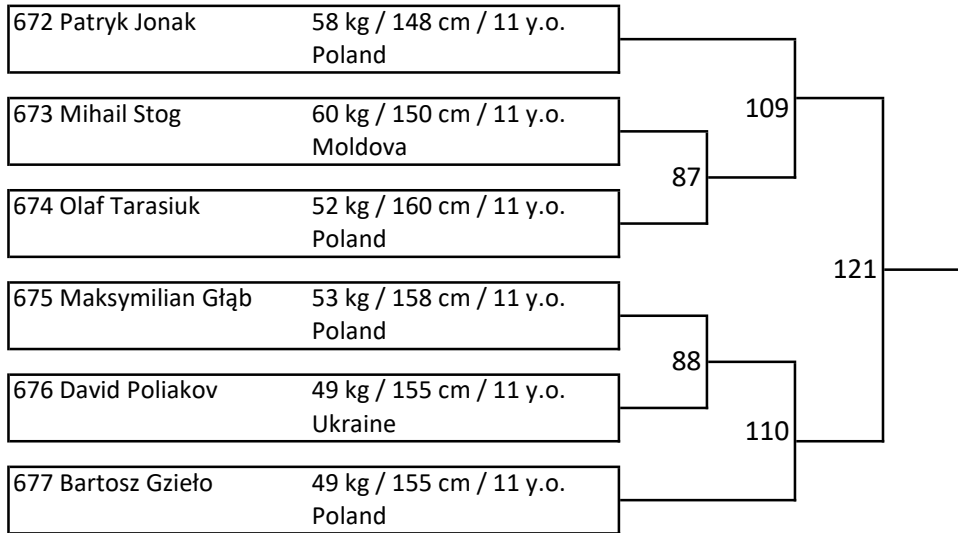 672 Patryk Jonak 58 kg / 148 cm / 11 y.o.
Poland
109
673 Mihail Stog 60 kg / 150 cm / 11 y.o.
Moldova
87
674 Olaf Tarasiuk 52 kg / 160 cm / 11 y.o.
Poland
121
675 Maksymilian Głąb 53 kg / 158 cm / 11 y.o.
Poland
88
676 David Poliakov 49 kg / 155 cm / 11 y.o.
Ukraine
110
677 Bartosz Gzieło 49 kg / 155 cm / 11 y.o.
Poland